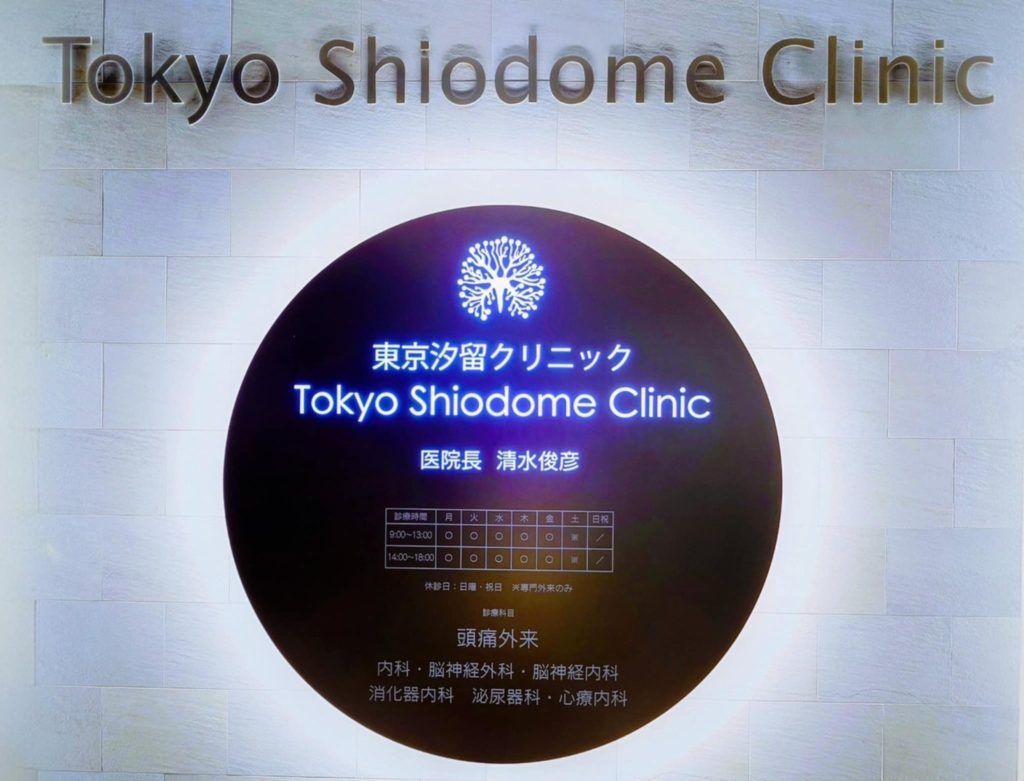 Tokyo Shiodome Clinic
東京汐留クリニック
Tokyo Shiodome Clinic
医院長 清水俊彦
診療時間 月 火 水 木 金 土 日祝
9:00~13:00 ○ ○ ○ ○ ○ ※ ／
14:00~18:00 ○ ○ ○ ○ ○ ※ ／
休診日：日曜・祝日 ※専門外来のみ
診療科目
頭痛外来
内科・脳神経外科・脳神経内科
消化器内科 泌尿器科・心療内科